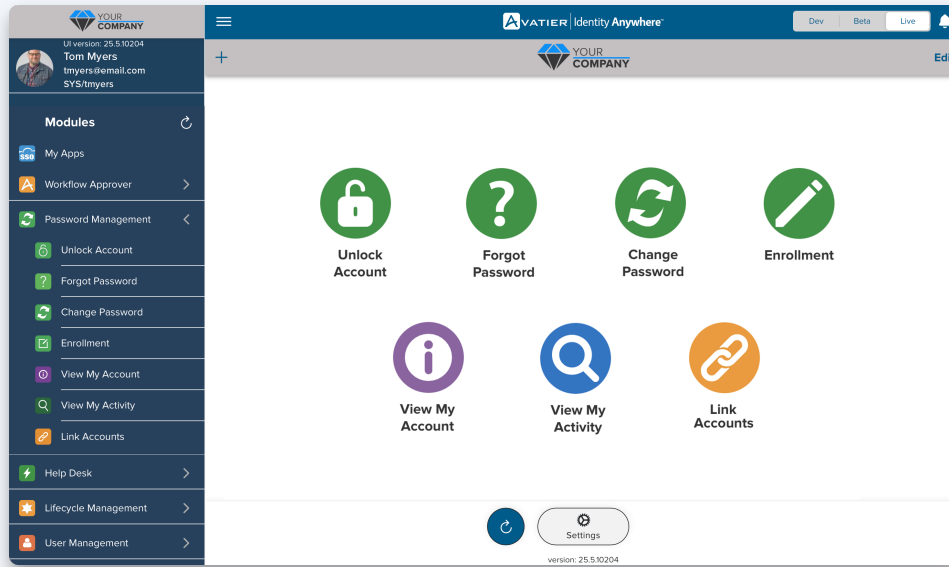 YOUR
COMPANY
UI version: 25.5.10204
Tom Myers
tmyers@email.com
SYS/tmyers
Modules
SSO
My Apps
Workflow Approver
Password Management
Unlock Account
Forgot Password
Change Password
Enrollment
View My Account
View My Activity
Link Accounts
Help Desk
Lifecycle Management
User Management
AVATIER Identity Anywhere™
Dev Beta Live
YOUR
COMPANY
Edi
Unlock
Account
Forgot
Password
Change
Password
Enrollment
View My
Account
View My
Activity
Link
Accounts
Settings
version: 25.5.10204